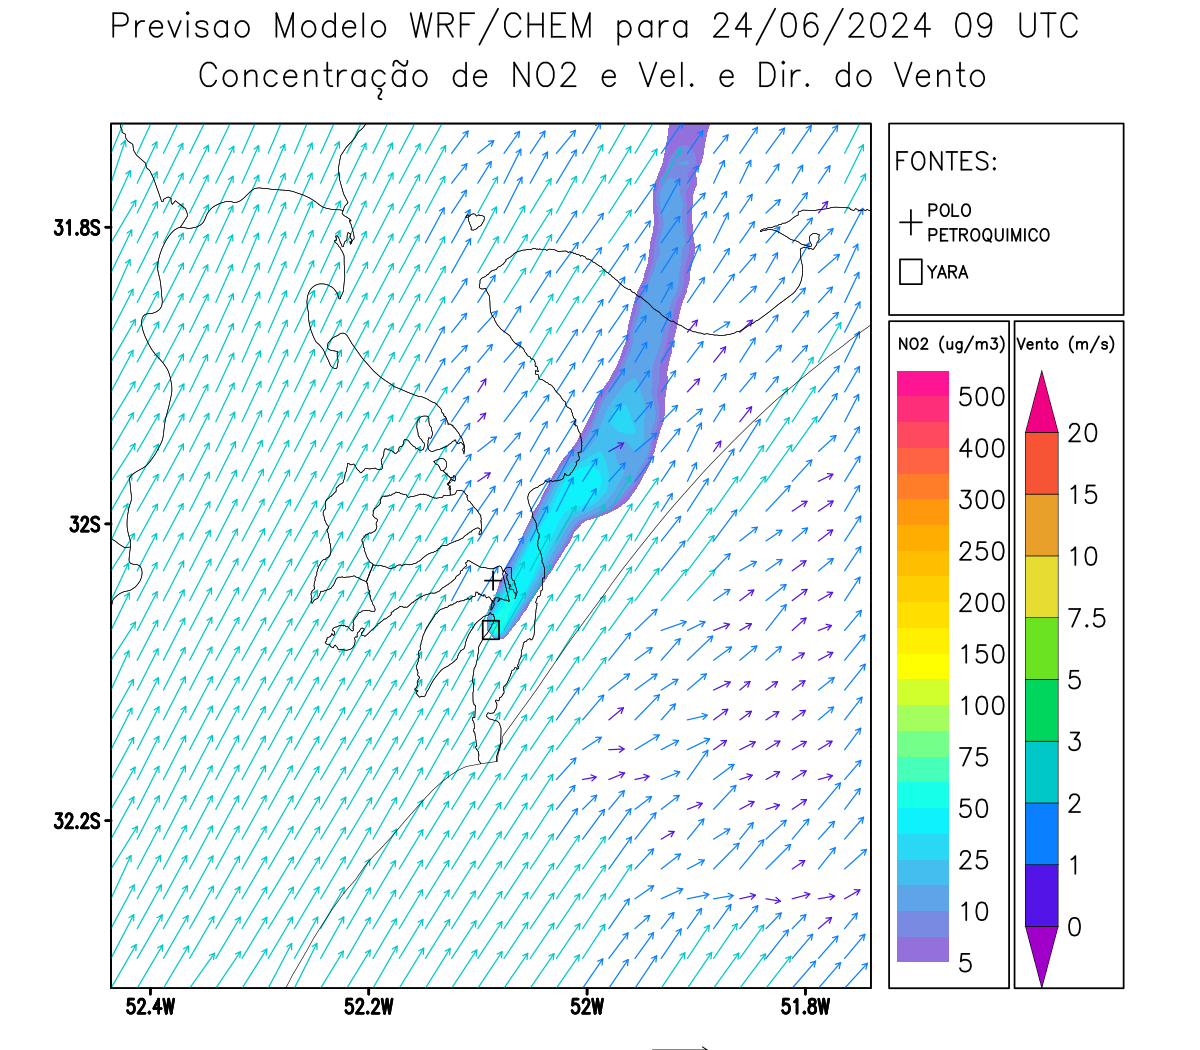 Previsao Modelo WRF/CHEM para 24/06/2024 09 UTC
Concentração de NO2 e Vel. e Dir. do Vento
FONTES:
POLO
PETROQUIMICO
YARA
NO2 (ug/m3)
500
400
300
250
200
150
100
75
50
25
10
5
Vento (m/s)
20
15
10
7.5
5
3
2
1
0
31.8S
32S
32.2S
52.4W
52.2W
52W
51.8W